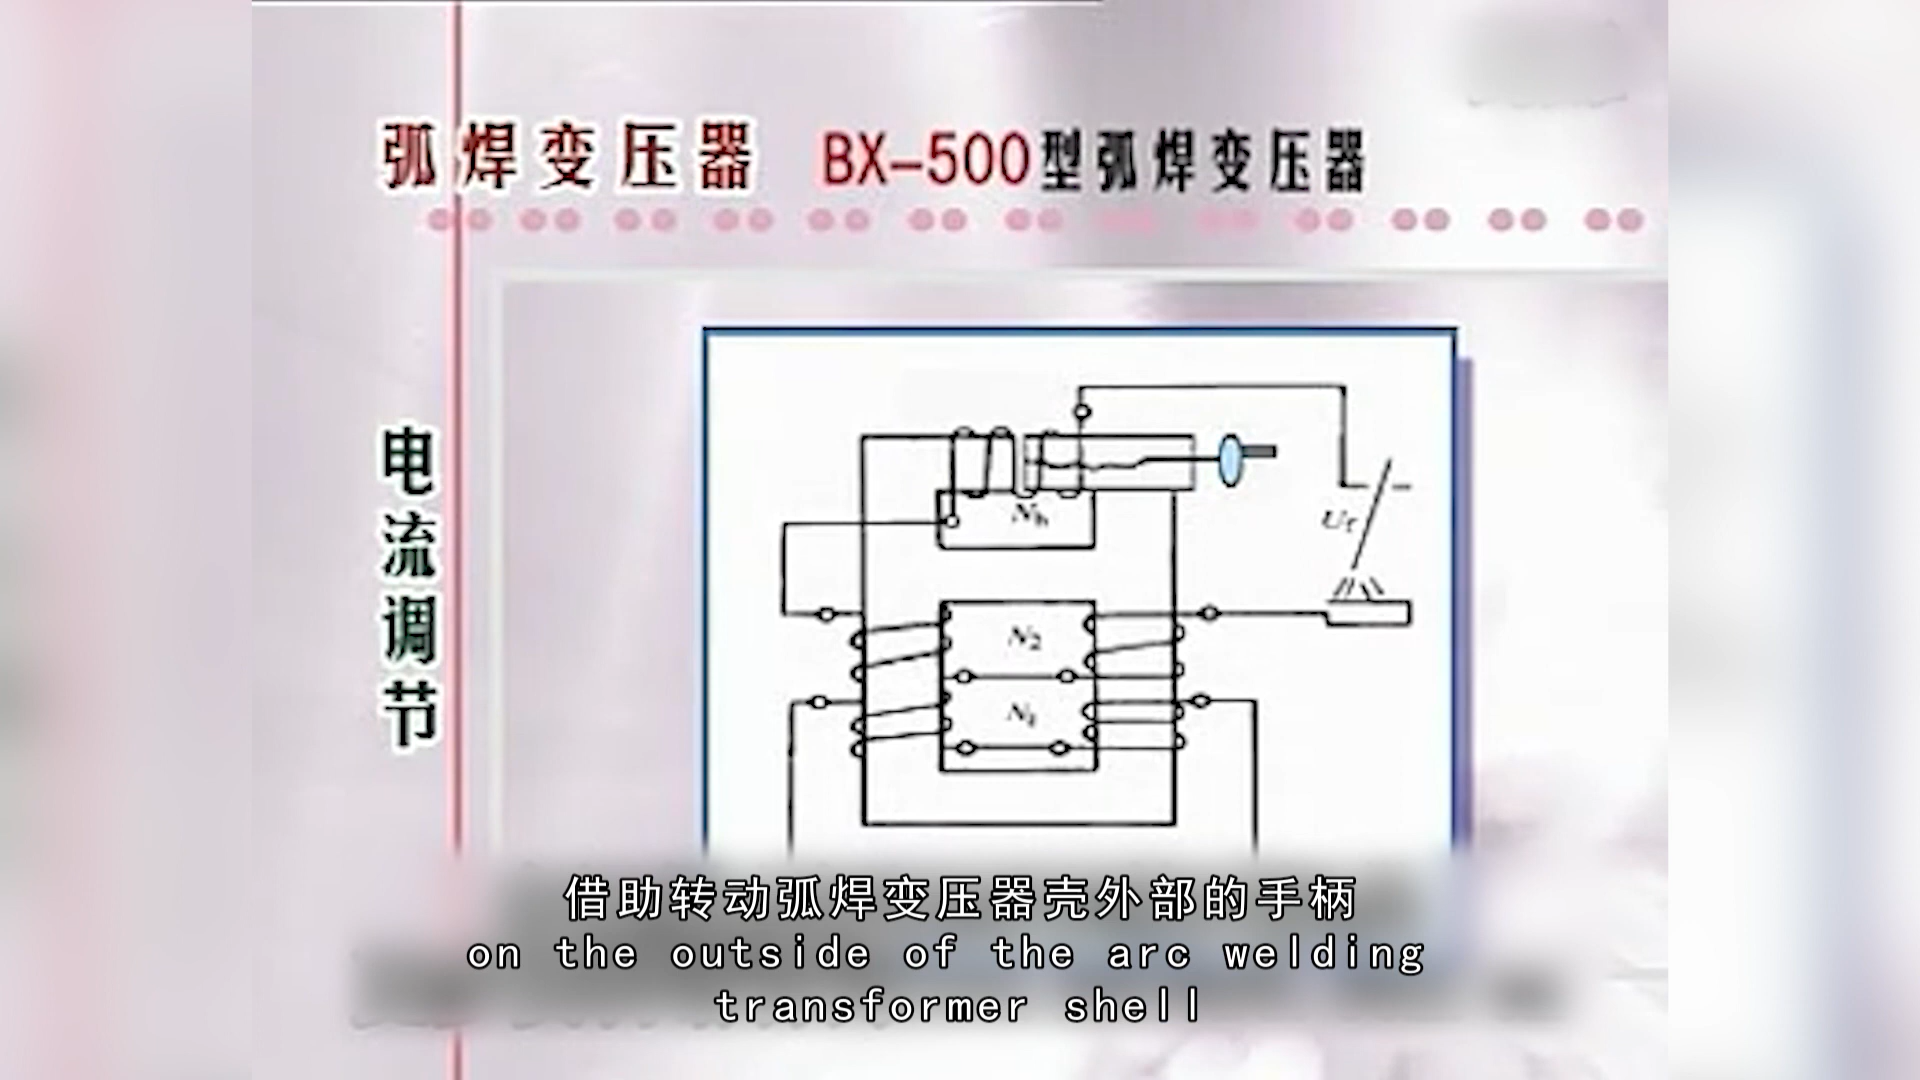 弧焊变压器 BX-500型弧焊变压器
电流调节
Nh
Uf
N2
N1
借助转动弧焊变压器壳外部的手柄
on the outside of the arc welding
transformer shell